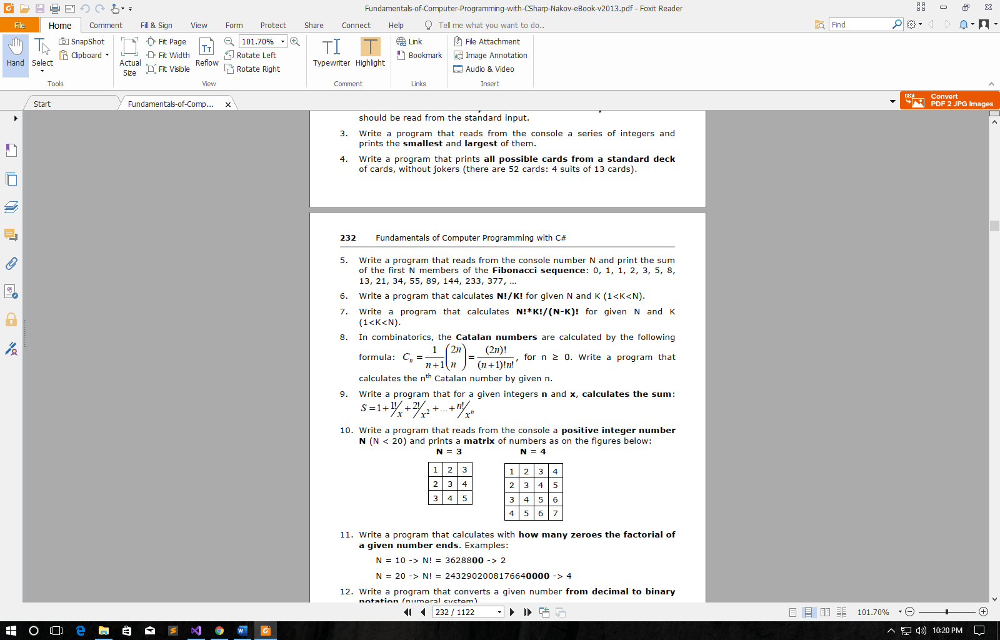 Fundamentals-of-Computer-Programming-with-CSharp-Nakov-eBook-v2013.pdf - Foxit Reader
File Home Comment Fill & Sign View Form Protect Share Connect Help Tell me what you want to do.. Find
Hand
Select
SnapShot
Clipboard
Tools
Actual Size
Fit Page
Fit Width
Fit Visible
Reflow
101.70%
Rotate Left
Rotate Right
View
Typewriter
Highlight
Comment
Link
Bookmark
Links
File Attachment
Image Annotation
Audio & Video
Insert
Start
Fundamentals-of-Comp...
PDF
Convert
PDF 2 JPG Images
should be read from the standard input.
3. Write a program that reads from the console a series of integers and
prints the smallest and largest of them.
4. Write a program that prints all possible cards from a standard deck
of cards, without jokers (there are 52 cards: 4 suits of 13 cards).
232 Fundamentals of Computer Programming with C#
5. Write a program that reads from the console number N and print the sum
of the first N members of the Fibonacci sequence: 0, 1, 1, 2, 3, 5, 8,
13, 21, 34, 55, 89, 144, 233, 377, …
6. Write a program that calculates N!/K! for given N and K (1<K<N).
7. Write a program that calculates N!*K!/(N-K)! for given N and K
(1<K<N).
8. In combinatorics, the Catalan numbers are calculated by the following
formula: Cn = 1/(n+1) (2n n) = (2n)!/((n+1)!n!), for n ≥ 0. Write a program that
calculates the nth Catalan number by given n.
9. Write a program that for a given integers n and x, calculates the sum:
S = 1 + 1!/x + 2!/x² + ... + n!/xⁿ
10. Write a program that reads from the console a positive integer number
N (N < 20) and prints a matrix of numbers as on the figures below:
N = 3 N = 4
1 2 3
2 3 4
3 4 5
1 2 3 4
2 3 4 5
3 4 5 6
4 5 6 7
11. Write a program that calculates with how many zeroes the factorial of
a given number ends. Examples:
N = 10 -> N! = 3628800 -> 2
N = 20 -> N! = 2432902008176640000 -> 4
12. Write a program that converts a given number from decimal to binary
notation (numeral system).
232 / 1122
101.70%
10:20 PM